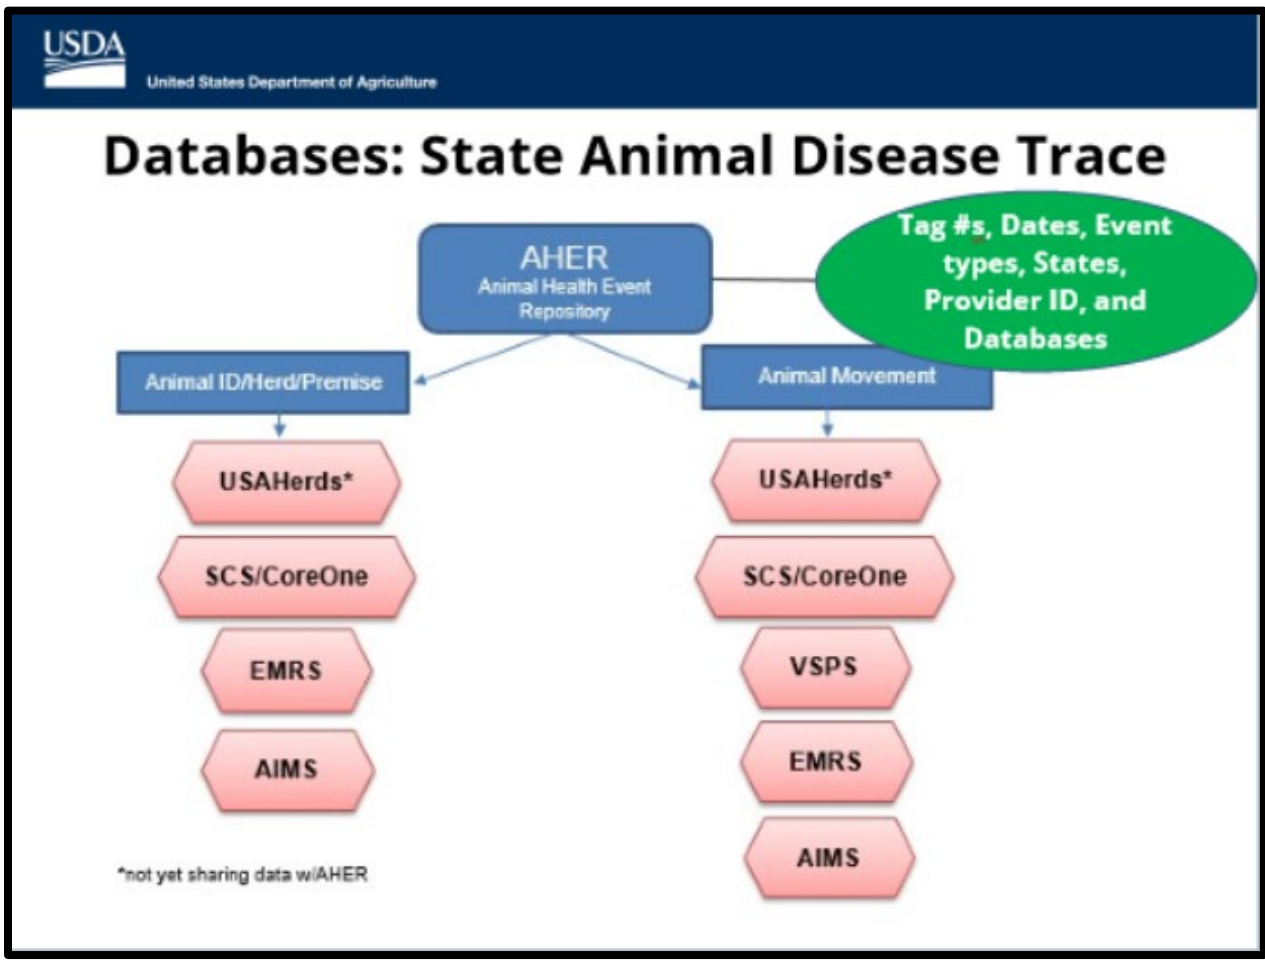 USDA
United States Department of Agriculture
Databases: State Animal Disease Trace
AHER
Animal Health Event
Repository
Tag #s, Dates, Event
types, States,
Provider ID, and
Databases
Animal ID/Herd/Premise
USAHerds*
SCS/CoreOne
EMRS
AIMS
Animal Movement
USAHerds*
SCS/CoreOne
VSPS
EMRS
AIMS
*not yet sharing data w/AHER